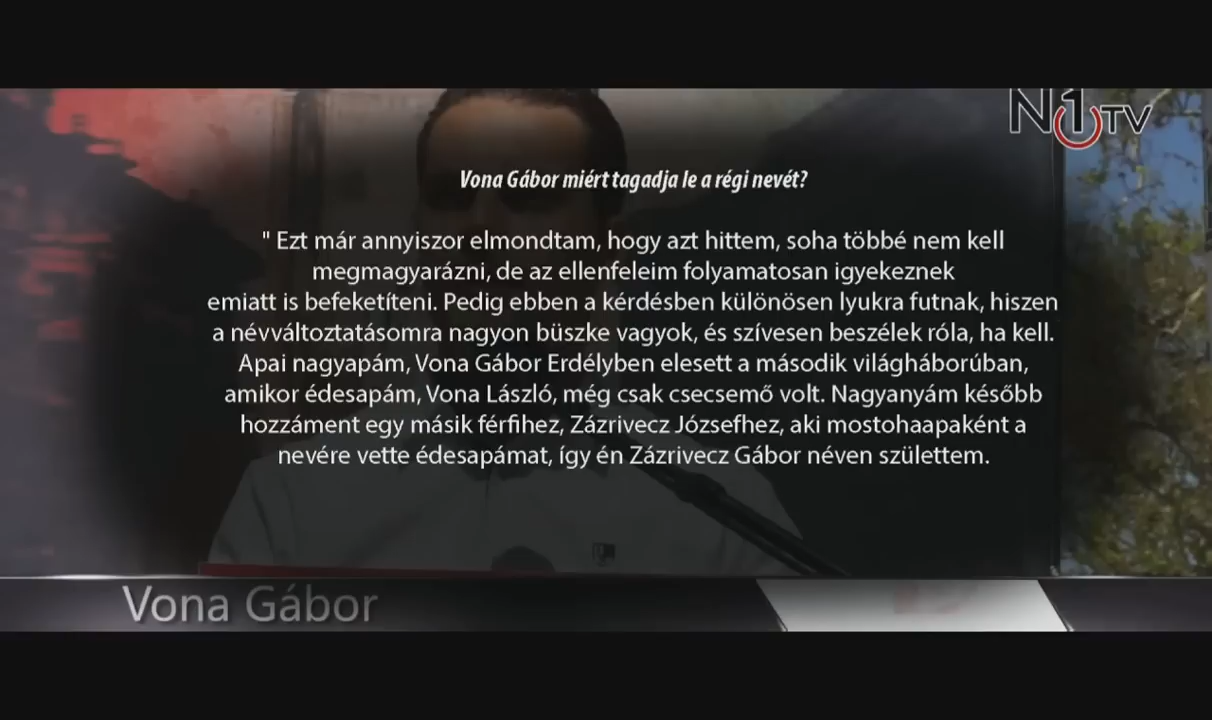 N1TV
Vona Gábor miért tagadja le a régi nevét?
" Ezt már annyiszor elmondtam, hogy azt hittem, soha többé nem kell
megmagyarázni, de az ellenfeleim folyamatosan igyekeznek
emiatt is befeketíteni. Pedig ebben a kérdésben különösen lyukra futnak, hiszen
a névváltoztatásomra nagyon büszke vagyok, és szívesen beszélek róla, ha kell.
Apai nagyapám, Vona Gábor Erdélyben elesett a második világháborúban,
amikor édesapám, Vona László, még csak csecsemő volt. Nagyanyám később
hozzáment egy másik férfihez, Zázrivecz Józsefhez, aki mostohaapaként a
nevére vette édesapámat, így én Zázrivecz Gábor néven születtem.
Vona Gábor